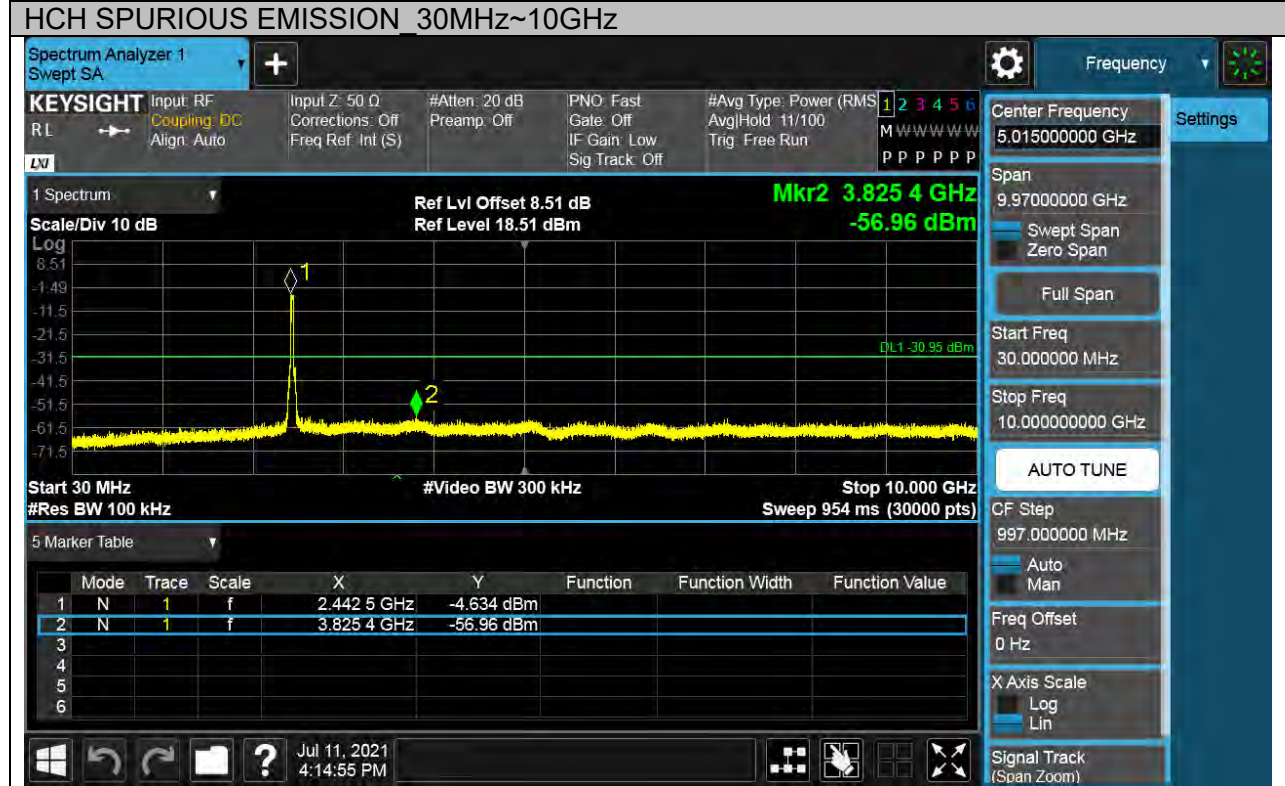 HCH SPURIOUS EMISSION_30MHz~10GHz
Spectrum Analyzer 1
Swept SA
+
Frequency
KEYSIGHT
RL
LXI
Input: RF
Coupling: DC
Align: Auto
Input Z: 50 Ω
Corrections: Off
Freq Ref: Int (S)
#Atten: 20 dB
Preamp: Off
PNO: Fast
Gate: Off
IF Gain: Low
Sig Track: Off
#Avg Type: Power (RMS
Avg|Hold: 11/100
Trig: Free Run
1 2 3 4 5 6
M W W W W W
P P P P P P
Center Frequency
5.015000000 GHz
Settings
Span
9.97000000 GHz
Swept Span
Zero Span
Full Span
Start Freq
30.000000 MHz
Stop Freq
10.000000000 GHz
AUTO TUNE
CF Step
997.000000 MHz
Auto
Man
Freq Offset
0 Hz
X Axis Scale
Log
Lin
Signal Track
(Span Zoom)
1 Spectrum
Scale/Div 10 dB
Ref Lvl Offset 8.51 dB
Ref Level 18.51 dBm
Mkr2 3.825 4 GHz
-56.96 dBm
Log
8.51
-1.49
-11.5
-21.5
-31.5
-41.5
-51.5
-61.5
-71.5
1
2
DL1 -30.95 dBm
Start 30 MHz
#Res BW 100 kHz
#Video BW 300 kHz
Stop 10.000 GHz
Sweep 954 ms (30000 pts)
5 Marker Table
Mode Trace Scale X Y Function Function Width Function Value
1 N 1 f 2.442 5 GHz -4.634 dBm
2 N 1 f 3.825 4 GHz -56.96 dBm
3
4
5
6
?
Jul 11, 2021
4:14:55 PM